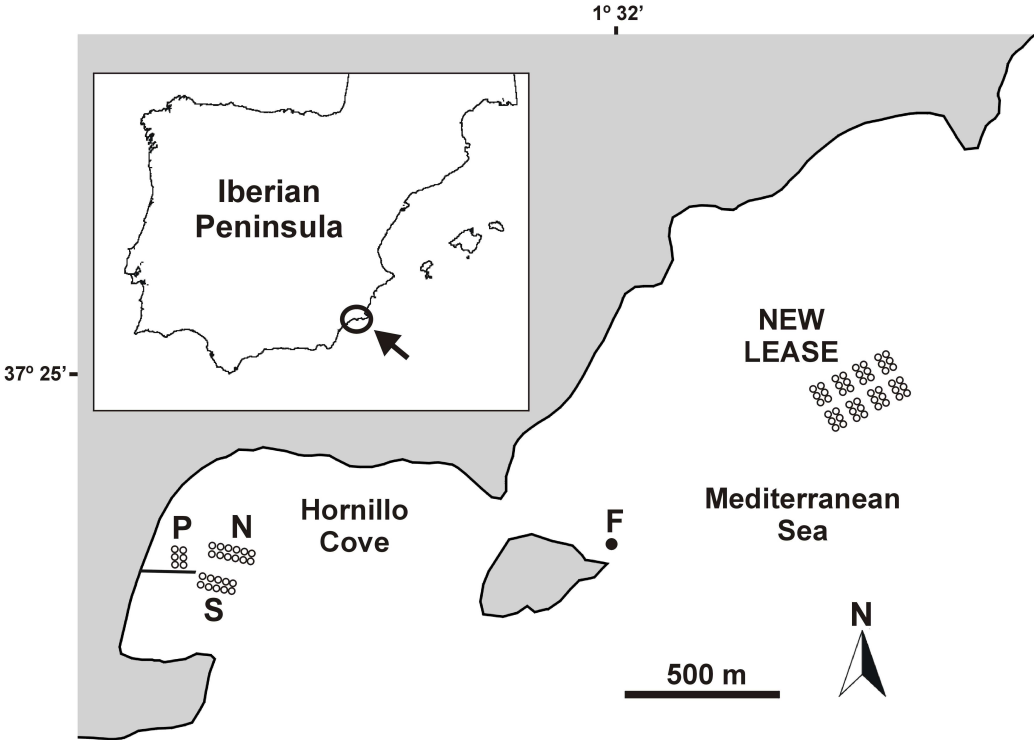 1º 32’
Iberian
Peninsula
NEW
LEASE
37º 25’
Hornillo
Cove
Mediterranean
Sea
P
N
F
S
N
500 m